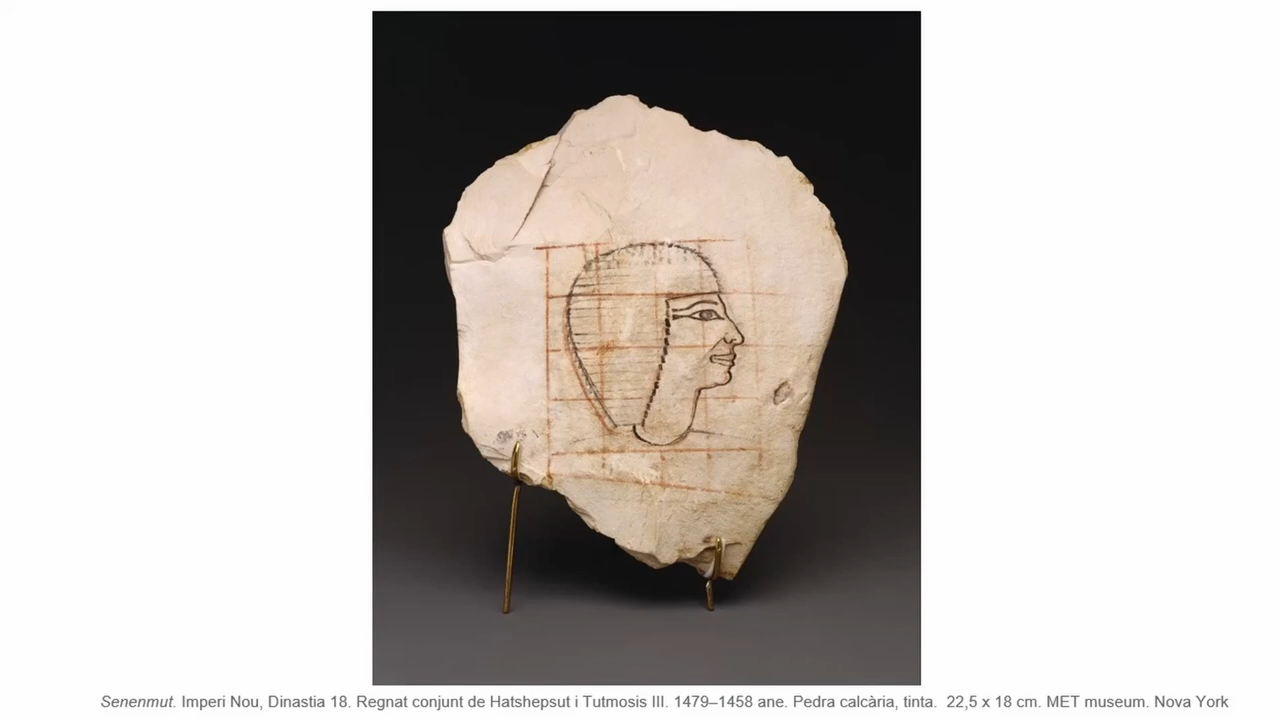 Senenmut. Imperi Nou, Dinastia 18. Regnat conjunt de Hatshepsut i Tutmosis III. 1479–1458 ane. Pedra calcària, tinta.  22,5 x 18 cm. MET museum. Nova York